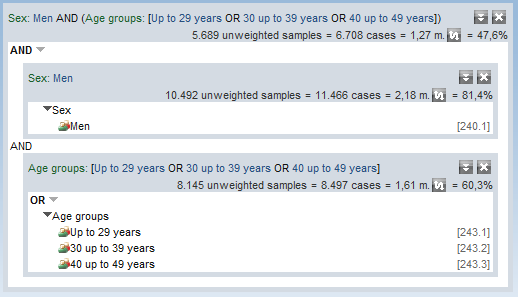 Sex: Men AND (Age groups: [Up to 29 years OR 30 up to 39 years OR 40 up to 49 years])
5.689 unweighted samples = 6.708 cases = 1,27 m. = 47,6%
AND
Sex: Men
10.492 unweighted samples = 11.466 cases = 2,18 m. = 81,4%
Sex
Men [240.1]
AND
Age groups: [Up to 29 years OR 30 up to 39 years OR 40 up to 49 years]
8.145 unweighted samples = 8.497 cases = 1,61 m. = 60,3%
OR
Age groups
Up to 29 years [243.1]
30 up to 39 years [243.2]
40 up to 49 years [243.3]